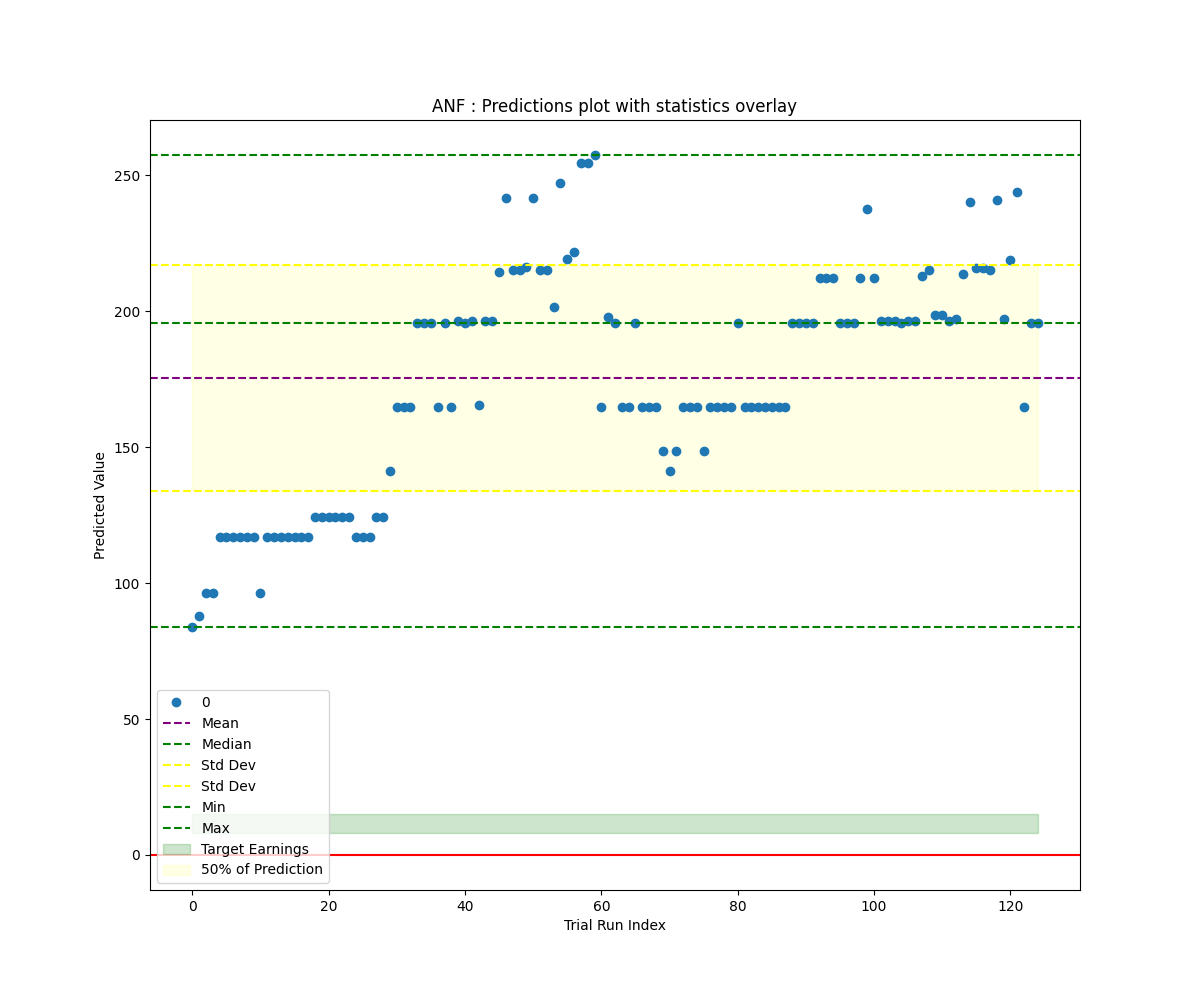 ANF : Predictions plot with statistics overlay
Predicted Value
250
200
150
100
50
0
0
Mean
Median
Std Dev
Std Dev
Min
Max
Target Earnings
50% of Prediction
0 20 40 60 80 100 120
Trial Run Index